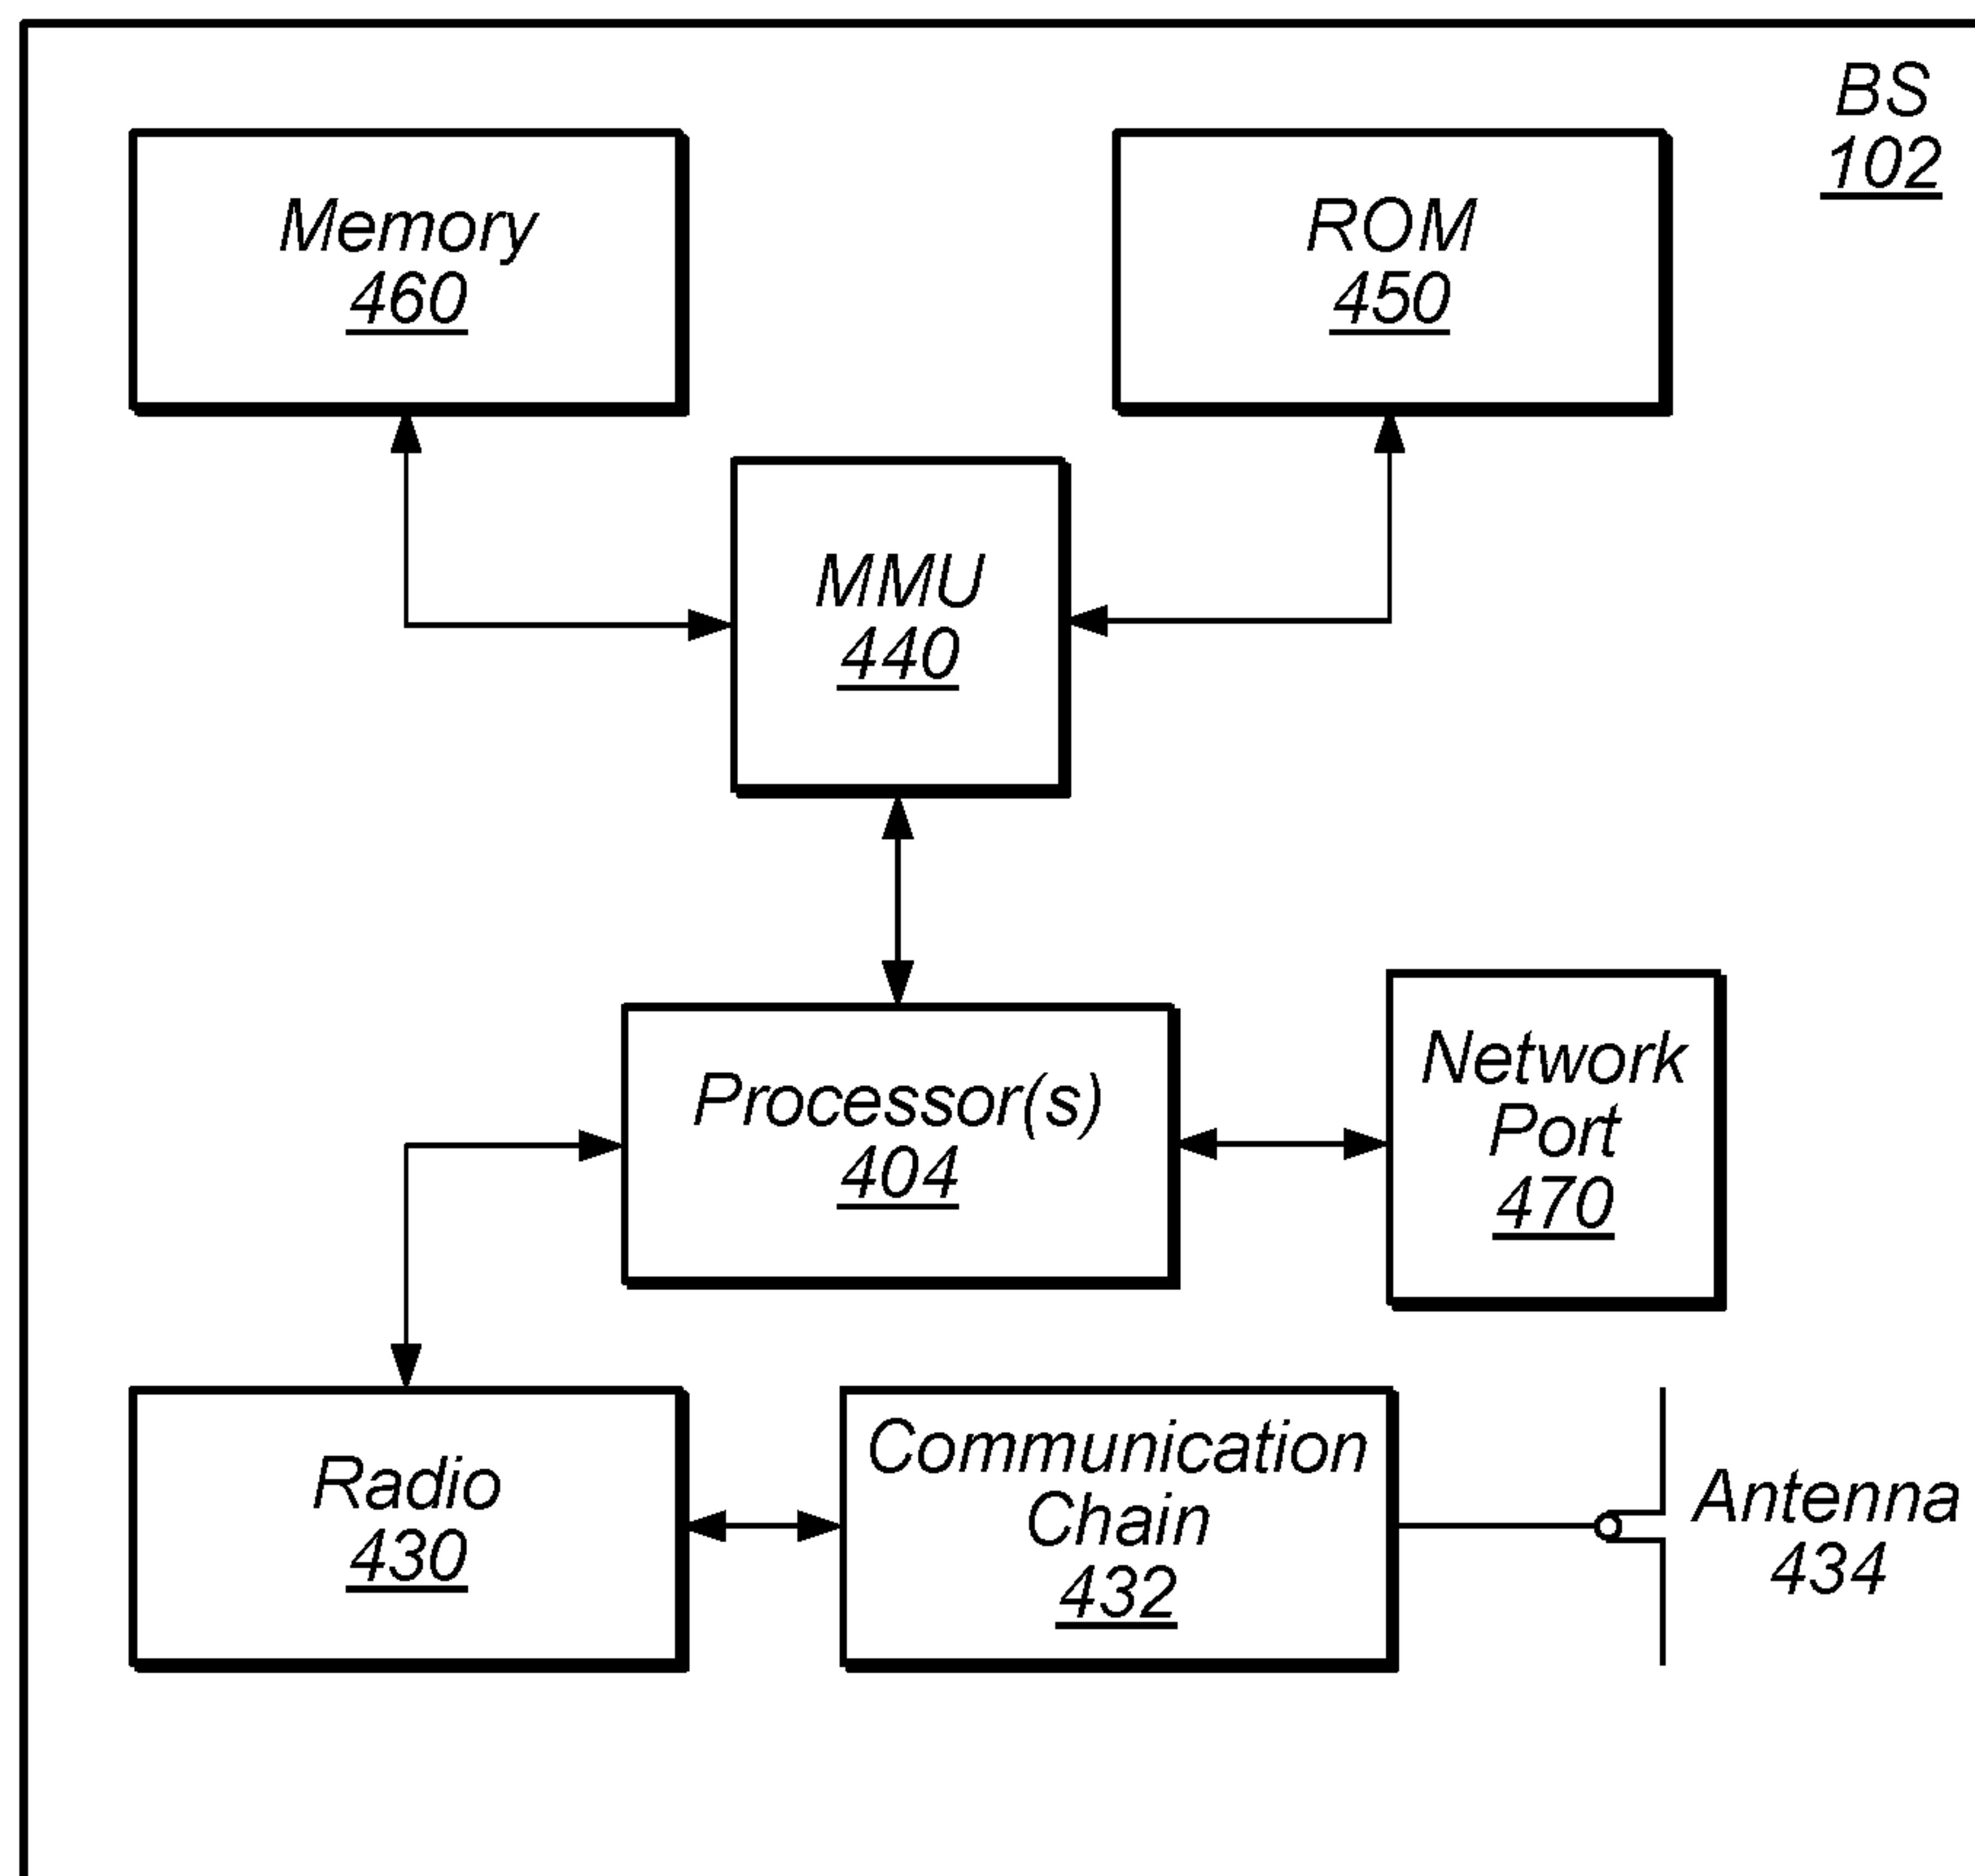 BS
102
Memory
460
ROM
450
MMU
440
Processor(s)
404
Network
Port
470
Radio
430
Communication
Chain
432
Antenna
434